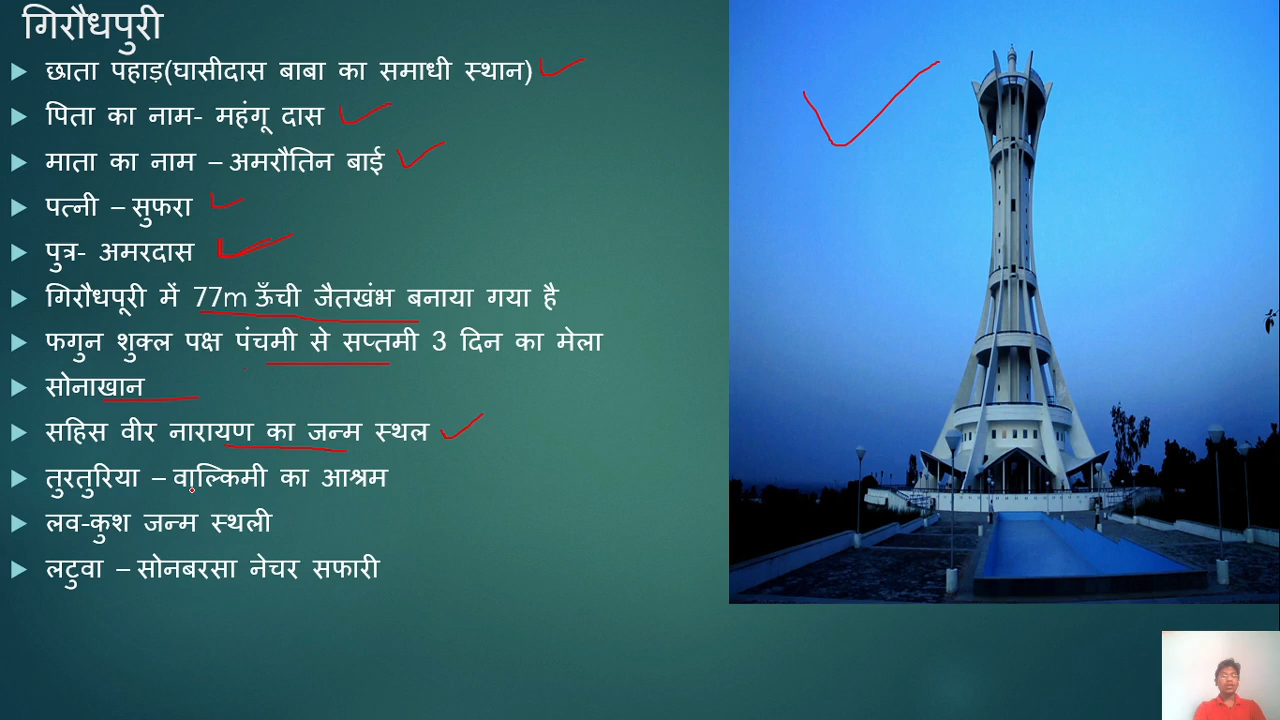 गिरौधपुरी
छाता पहाड़(घासीदास बाबा का समाधी स्थान)
पिता का नाम- महंगू दास
माता का नाम – अमरौतिन बाई
पत्नी – सुफरा
पुत्र- अमरदास
गिरौधपूरी में 77m ऊँची जैतखंभ बनाया गया है
फगुन शुक्ल पक्ष पंचमी से सप्तमी 3 दिन का मेला
सोनाखान
सहिस वीर नारायण का जन्म स्थल
तुरतुरिया – वाल्किमी का आश्रम
लव-कुश जन्म स्थली
लटुवा – सोनबरसा नेचर सफारी